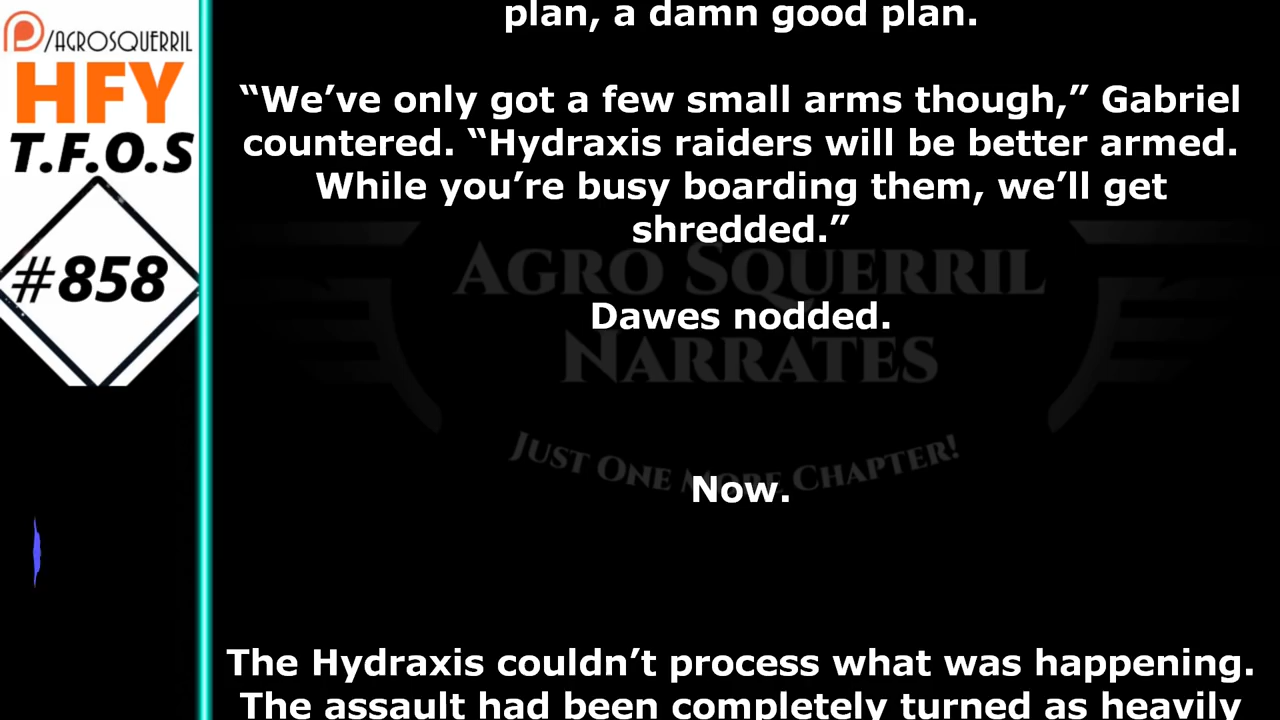 /AGROSQUERRIL
HFY
T.F.O.S
#858
plan, a damn good plan.
“We’ve only got a few small arms though,” Gabriel
countered. “Hydraxis raiders will be better armed.
While you’re busy boarding them, we’ll get
shredded.”
AGRO SQUERRIL
Dawes nodded.
NARRATES
JUST ONE MORE CHAPTER!
Now.
The Hydraxis couldn’t process what was happening.
The assault had been completely turned as heavily